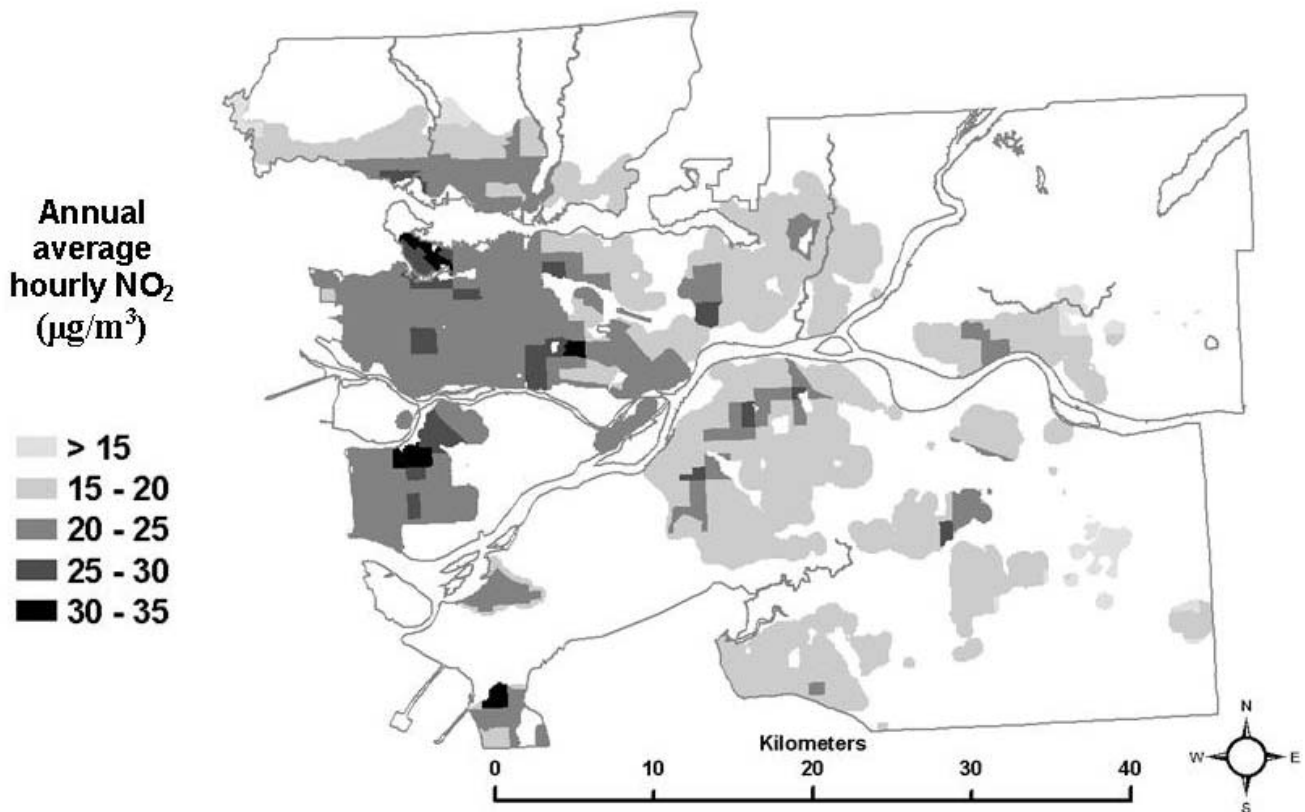 Annual
average
hourly NO₂
(µg/m³)
> 15
15 - 20
20 - 25
25 - 30
30 - 35
Kilometers
0 10 20 30 40
N
W E
S